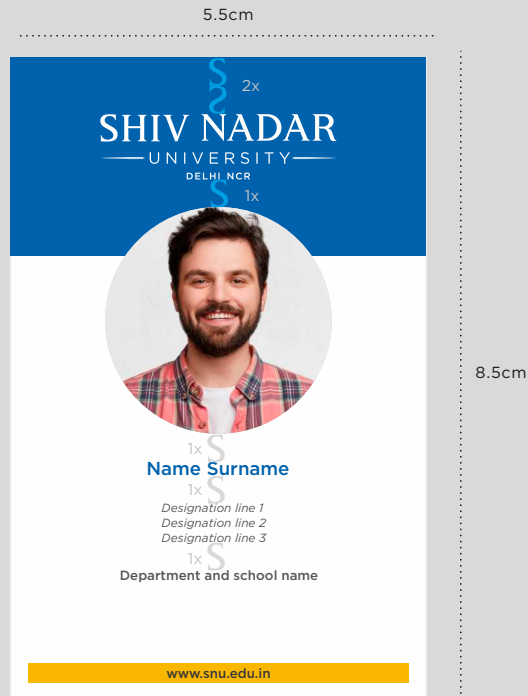 5.5cm
S
S
2x
SHIV NADAR
UNIVERSITY
DELHI NCR
S
1x
8.5cm
1x
S
Name Surname
1x
S
Designation line 1
Designation line 2
Designation line 3
1x
S
Department and school name
www.snu.edu.in